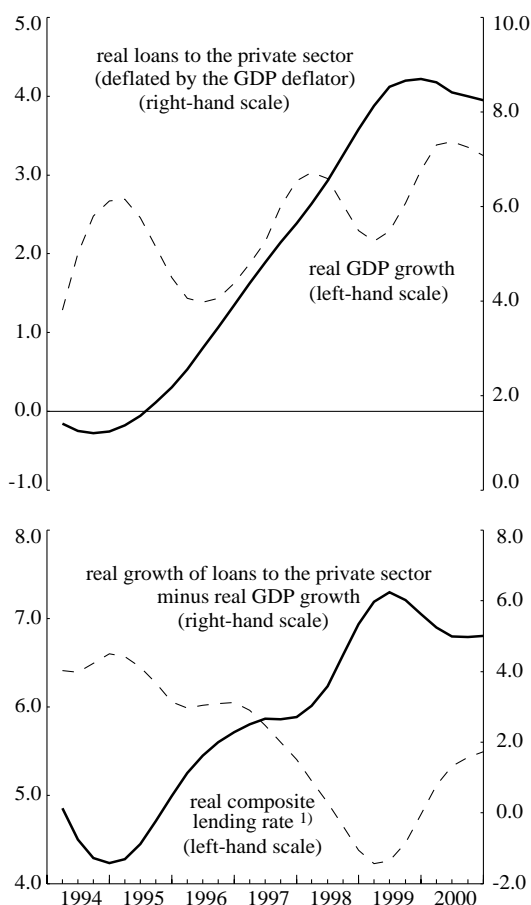 5.0
10.0
real loans to the private sector
(deflated by the GDP deflator)
(right-hand scale)
4.0
8.0
3.0
6.0
2.0
real GDP growth
(left-hand scale)
4.0
1.0
2.0
0.0
-1.0
0.0
8.0
8.0
real growth of loans to the private sector
minus real GDP growth
(right-hand scale)
7.0
6.0
4.0
6.0
2.0
5.0
real composite
lending rate 1)
(left-hand scale)
0.0
4.0
-2.0
1994 1995 1996 1997 1998 1999 2000